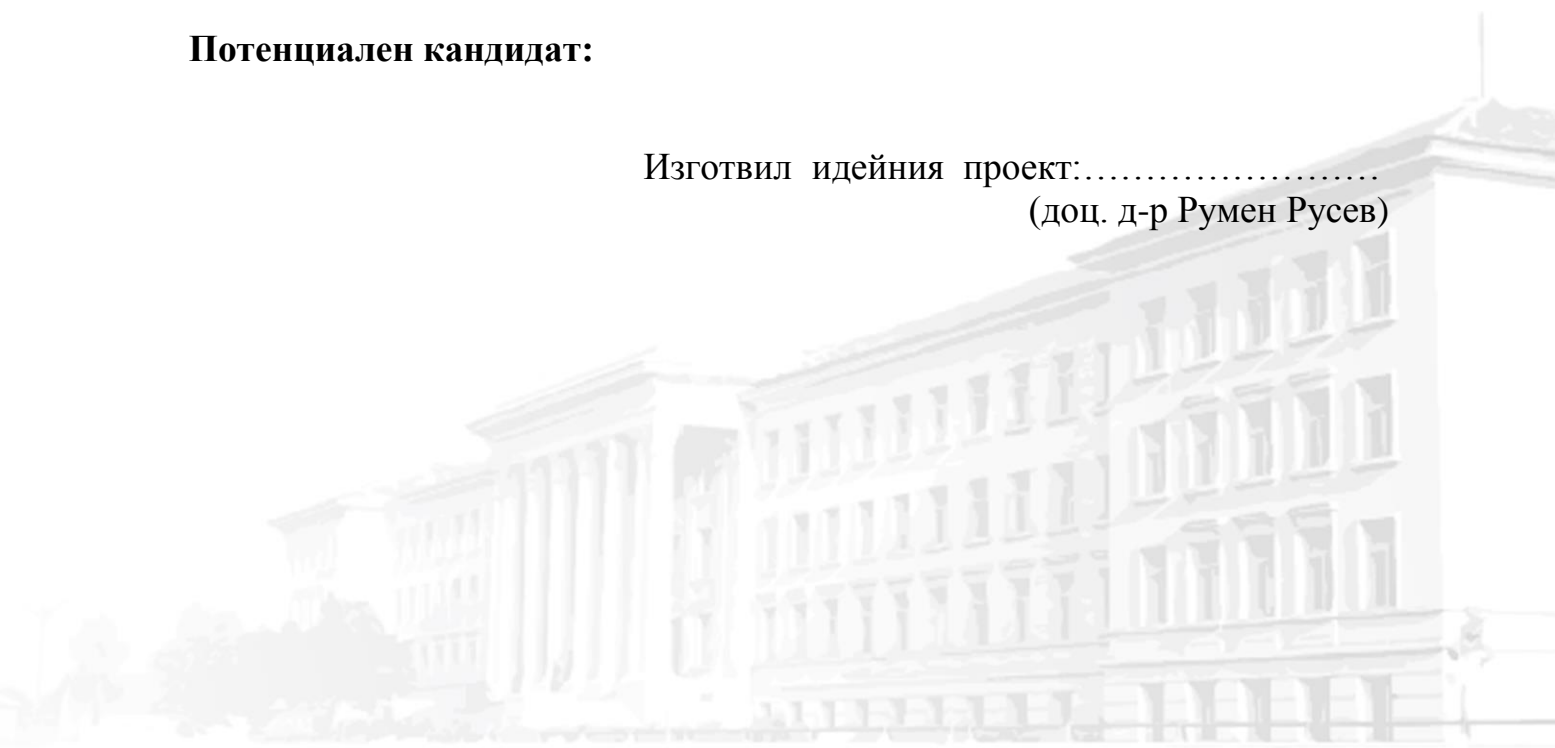 Потенциален кандидат:
Изготвил идейния проект:........................
(доц. д-р Румен Русев)